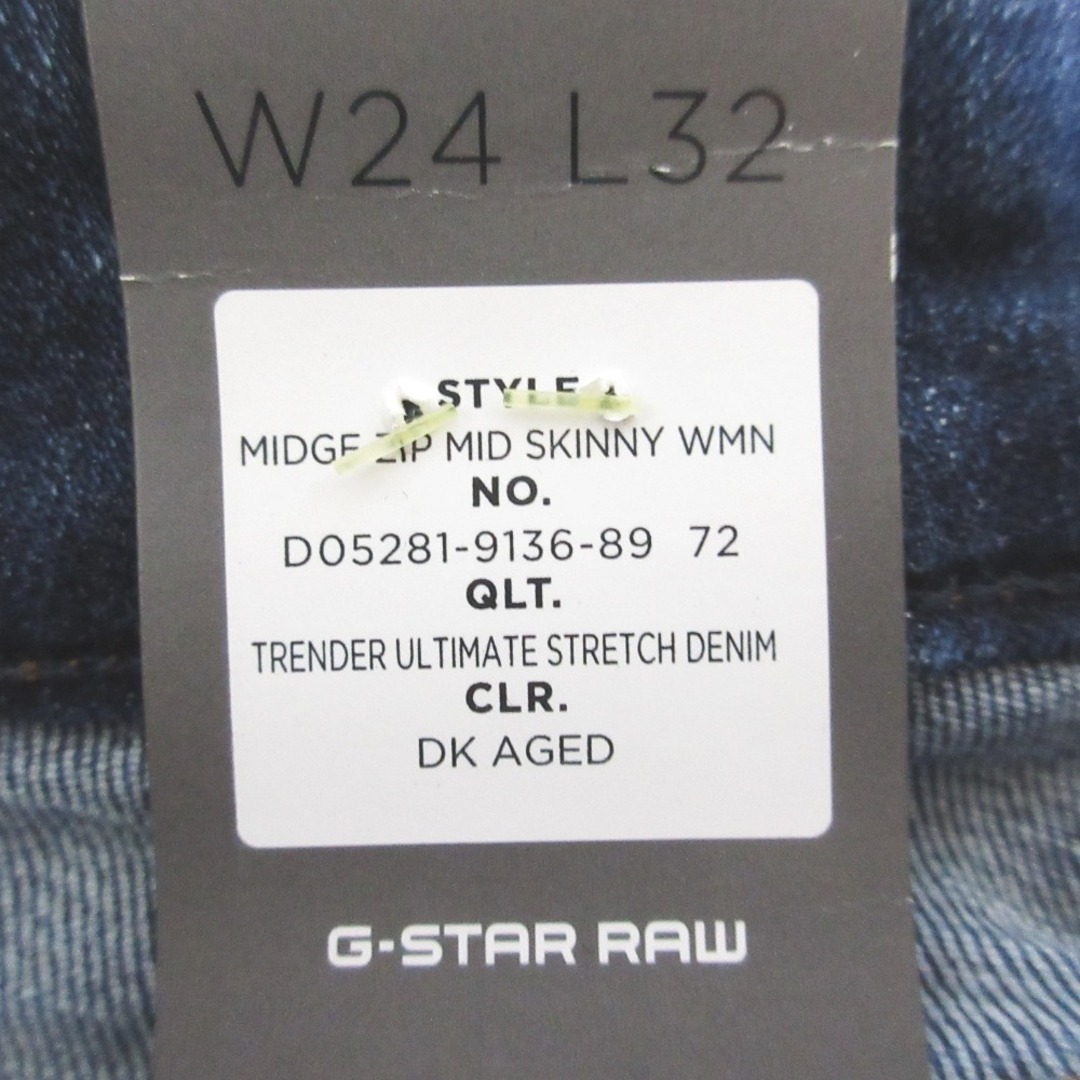 W24 L32
STYLE
MIDGE ZIP MID SKINNY WMN
NO.
D05281-9136-89 72
QLT.
TRENDER ULTIMATE STRETCH DENIM
CLR.
DK AGED
G-STAR RAW